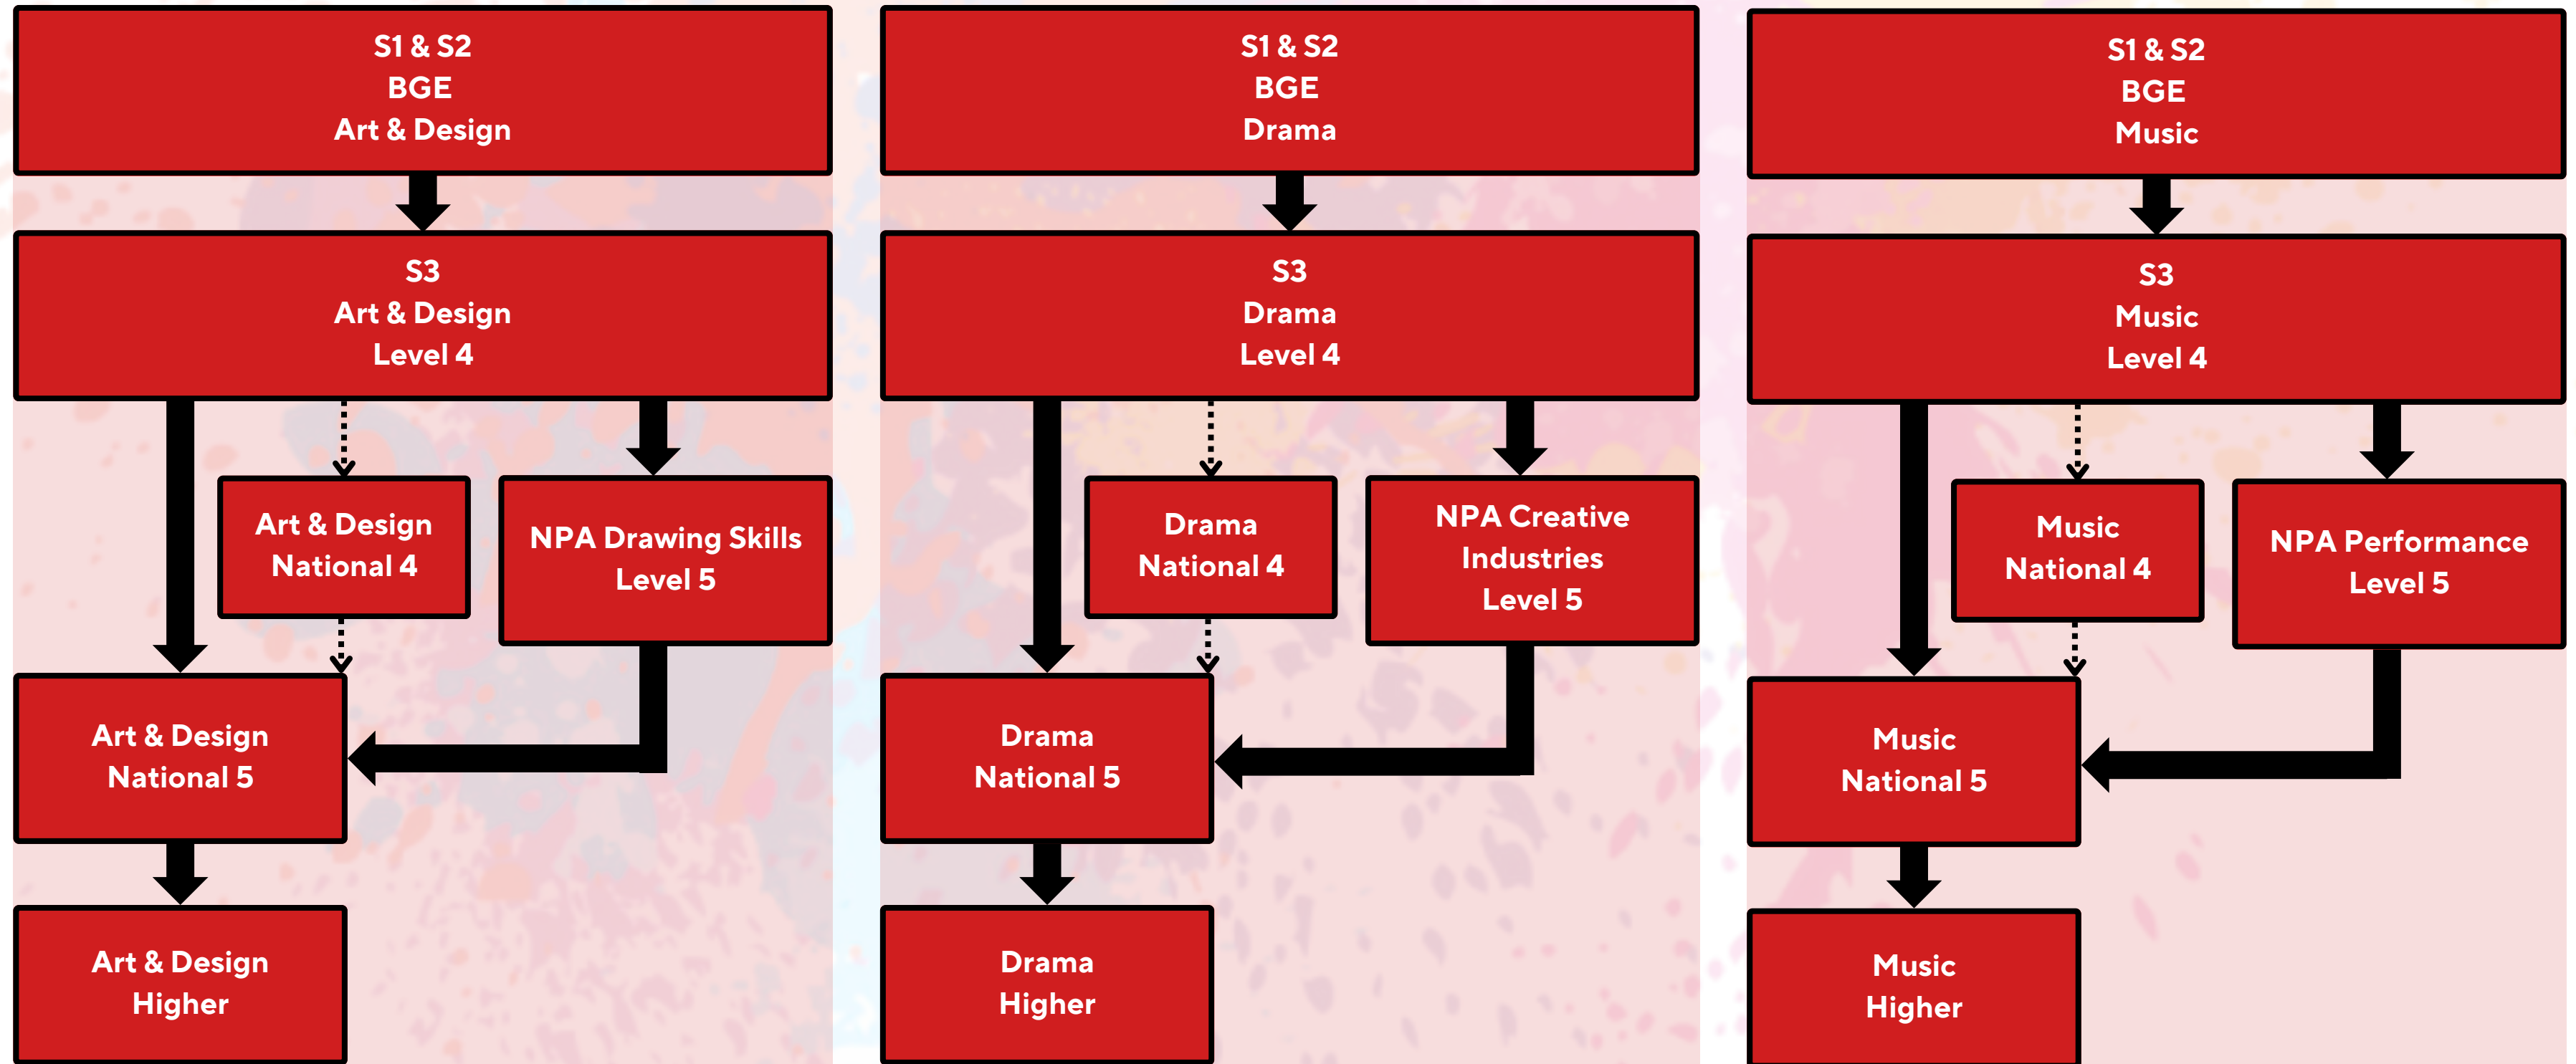 S1 & S2
BGE
Art & Design
S3
Art & Design
Level 4
Art & Design
National 4
NPA Drawing Skills
Level 5
Art & Design
National 5
Art & Design
Higher
S1 & S2
BGE
Drama
S3
Drama
Level 4
Drama
National 4
NPA Creative
Industries
Level 5
Drama
National 5
Drama
Higher
S1 & S2
BGE
Music
S3
Music
Level 4
Music
National 4
NPA Performance
Level 5
Music
National 5
Music
Higher